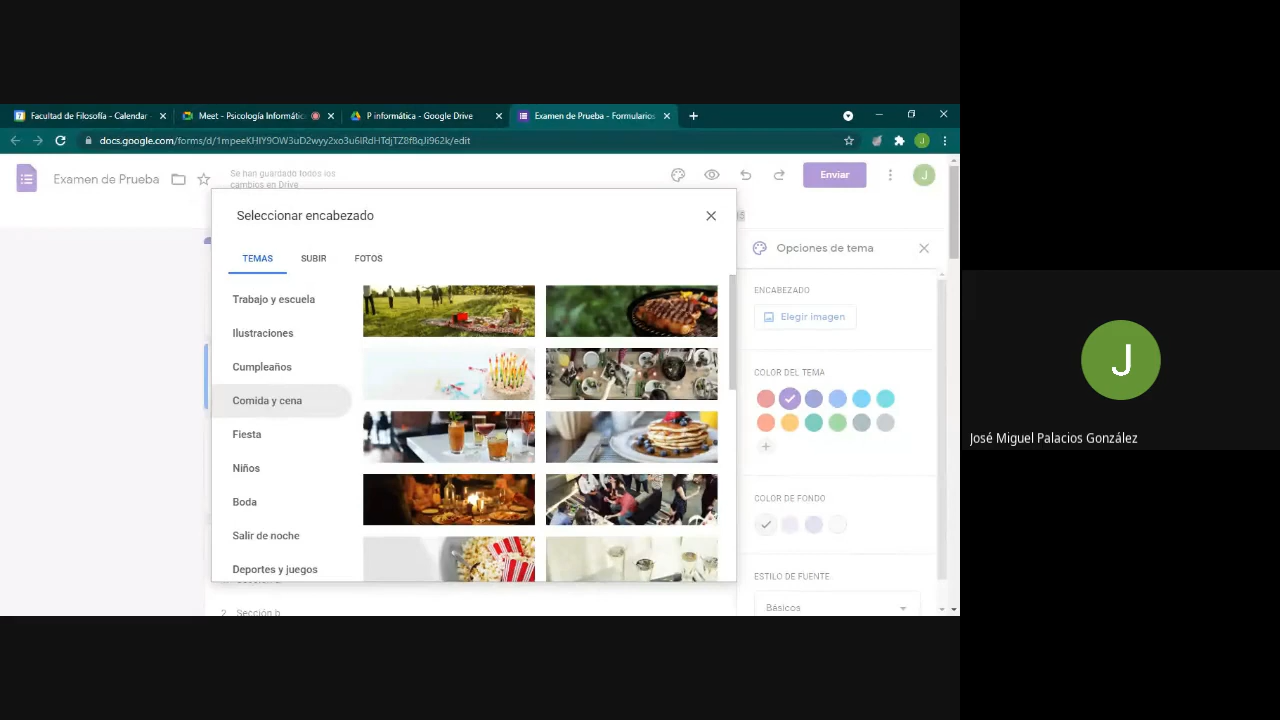 Facultad de Filosofía - Calendar
Meet - Psicología Informátic
P informática - Google Drive
Examen de Prueba - Formularios
docs.google.com/forms/d/1mpeeKHIY9OW3uD2wyy2xo3u6lRdHTdjTZ8f8qJi962k/edit
Examen de Prueba
Se han guardado todos los
cambios en Drive
Enviar
J
Seleccionar encabezado
TEMAS
SUBIR
FOTOS
Trabajo y escuela
Ilustraciones
Cumpleaños
Comida y cena
Fiesta
Niños
Boda
Salir de noche
Deportes y juegos
2 Sección b
Opciones de tema
ENCABEZADO
Elegir imagen
COLOR DEL TEMA
COLOR DE FONDO
ESTILO DE FUENTE
Básicos
J
José Miguel Palacios González